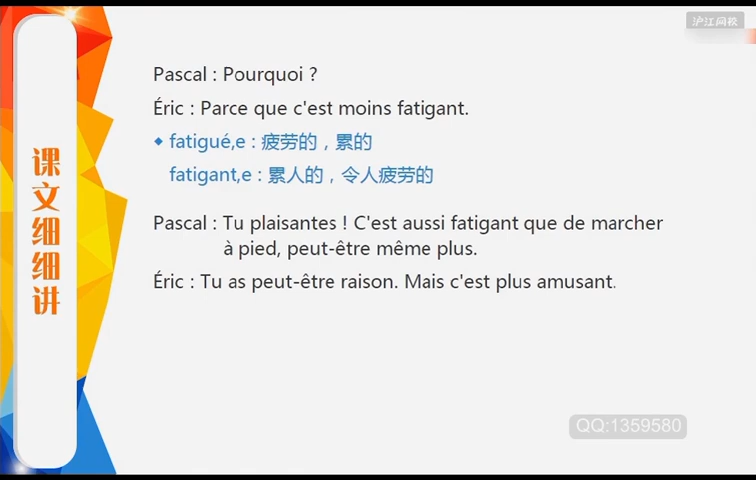 沪江网校
Pascal : Pourquoi ?
Éric : Parce que c'est moins fatigant.
◆ fatigué,e : 疲劳的，累的
fatigant,e : 累人的，令人疲劳的
Pascal : Tu plaisantes ! C'est aussi fatigant que de marcher
à pied, peut-être même plus.
Éric : Tu as peut-être raison. Mais c'est plus amusant.
课文细细讲
QQ:1359580